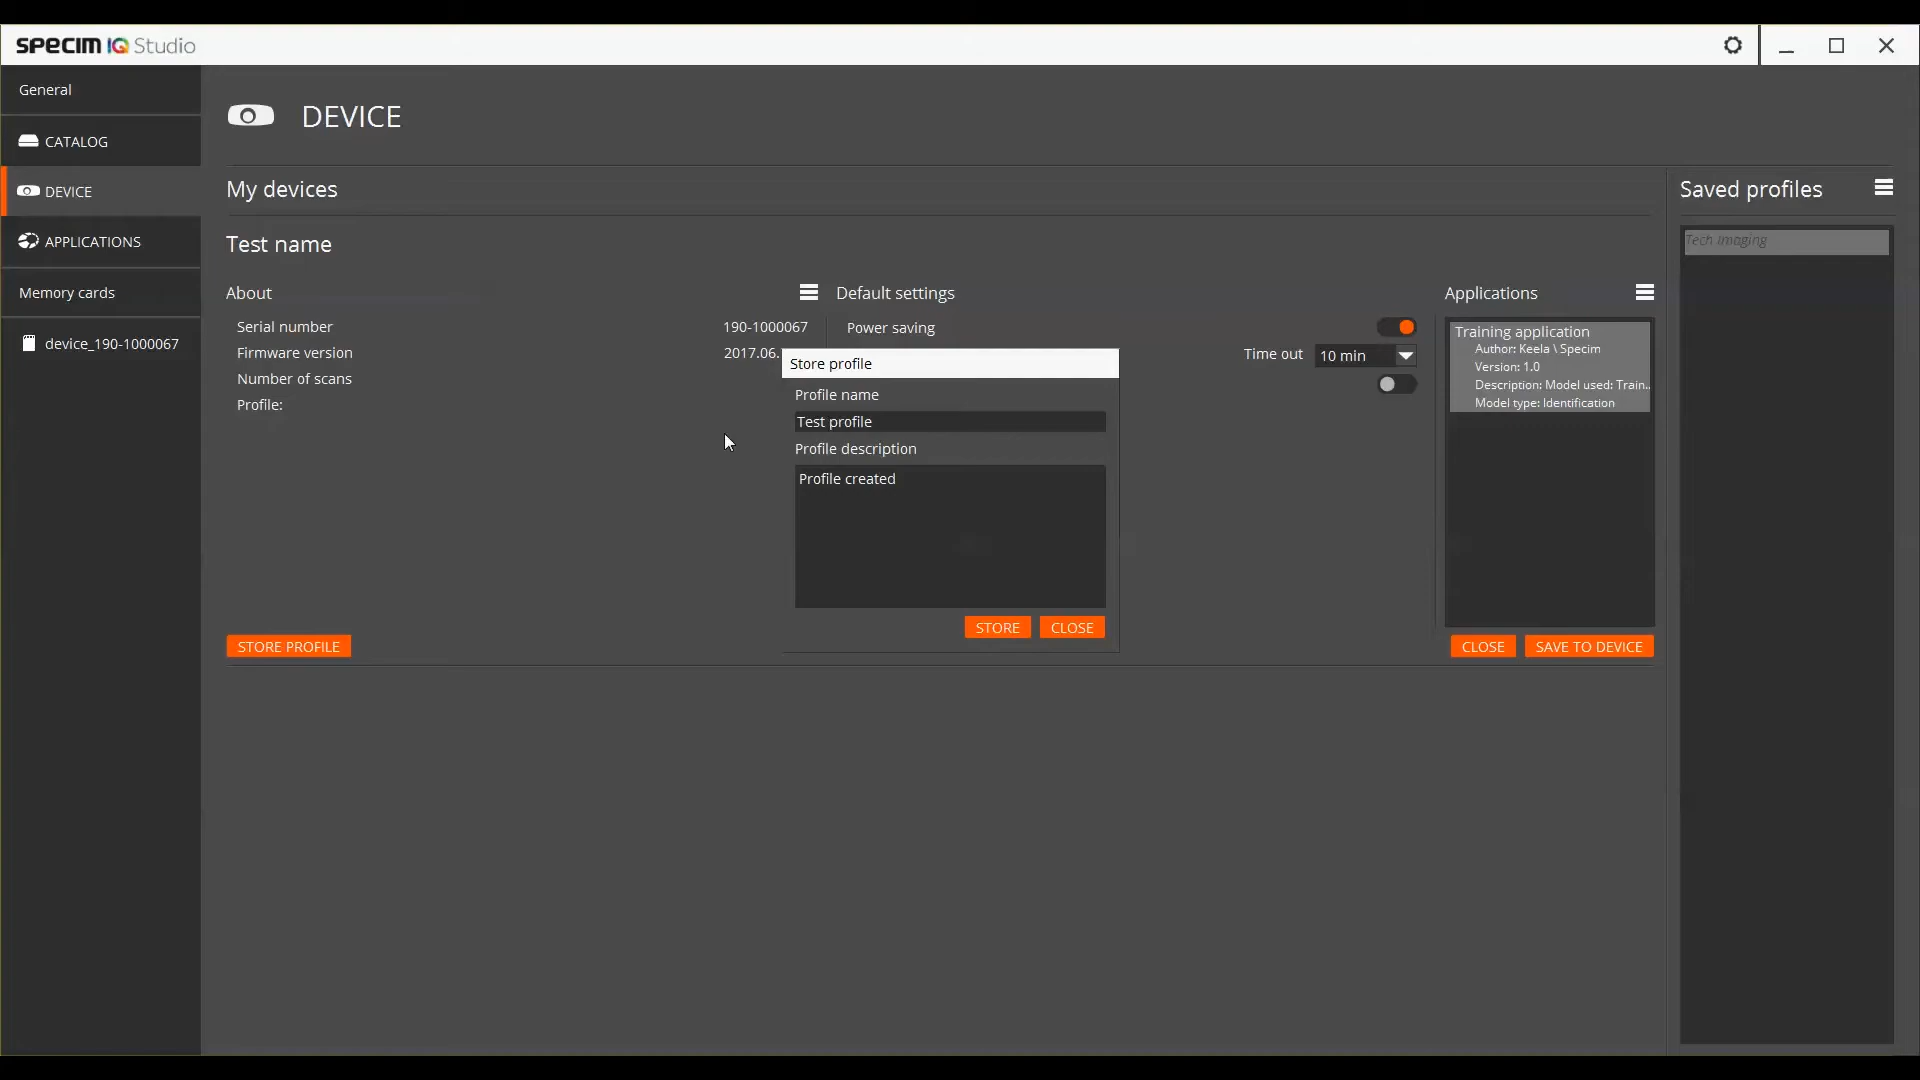 SPECIM IQ Studio
General
CATALOG
DEVICE
APPLICATIONS
Memory cards
device_190-1000067
DEVICE
My devices
Test name
About
Serial number 190-1000067
Firmware version 2017.06.
Number of scans
Profile:
STORE PROFILE
Default settings
Power saving
Time out 10 min
Store profile
Profile name
Test profile
Profile description
Profile created
STORE CLOSE
Applications
Training application
Author: Keela \ Specim
Version: 1.0
Description: Model used: Train..
Model type: Identification
CLOSE SAVE TO DEVICE
Saved profiles
Tech Imaging